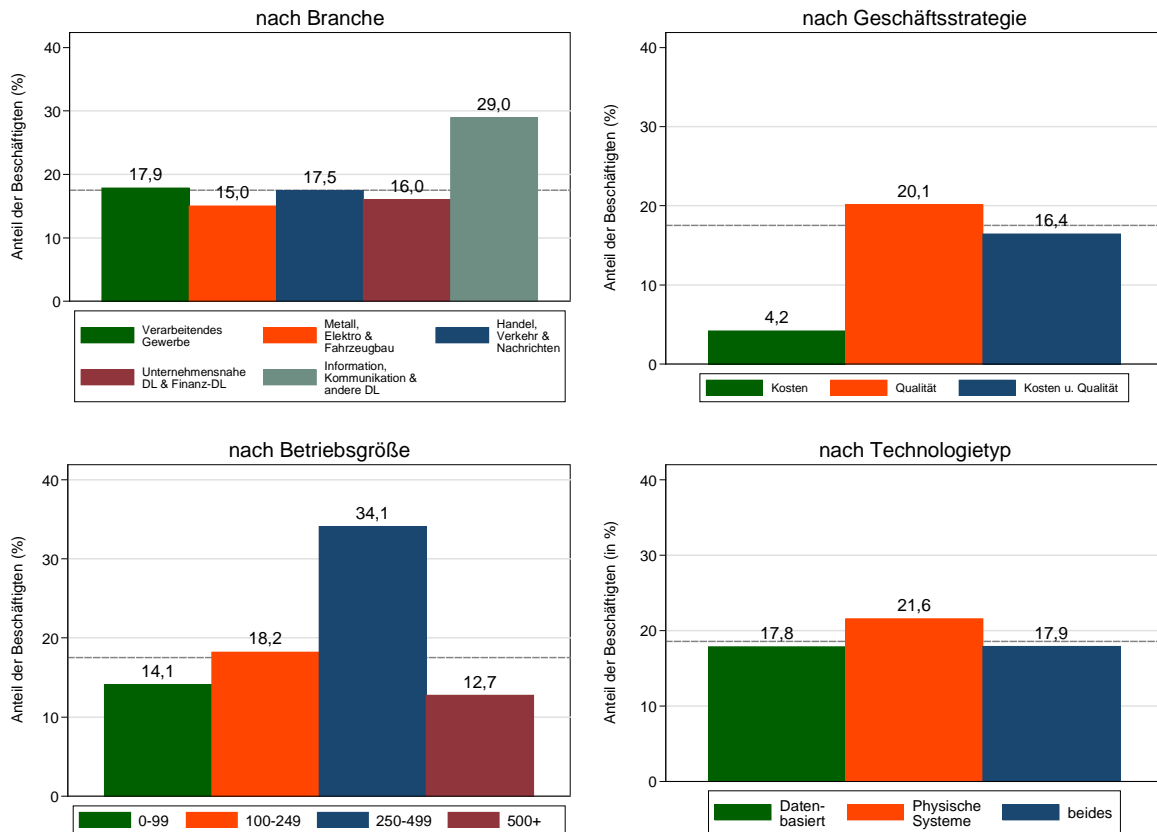 nach Branche
Anteil der Beschäftigten (%)
40
30
20
10
0
17,9
15,0
17,5
16,0
29,0
Verarbeitendes
Gewerbe
Metall,
Elektro &
Fahrzeugbau
Handel,
Verkehr &
Nachrichten
Unternehmensnahe
DL & Finanz-DL
Information,
Kommunikation &
andere DL
nach Geschäftsstrategie
Anteil der Beschäftigten (%)
40
30
20
10
0
4,2
20,1
16,4
Kosten
Qualität
Kosten u. Qualität
nach Betriebsgröße
Anteil der Beschäftigten (%)
40
30
20
10
0
14,1
18,2
34,1
12,7
0-99
100-249
250-499
500+
nach Technologietyp
Anteil der Beschäftigten (in %)
40
30
20
10
0
17,8
21,6
17,9
Daten-
basiert
Physische
Systeme
beides